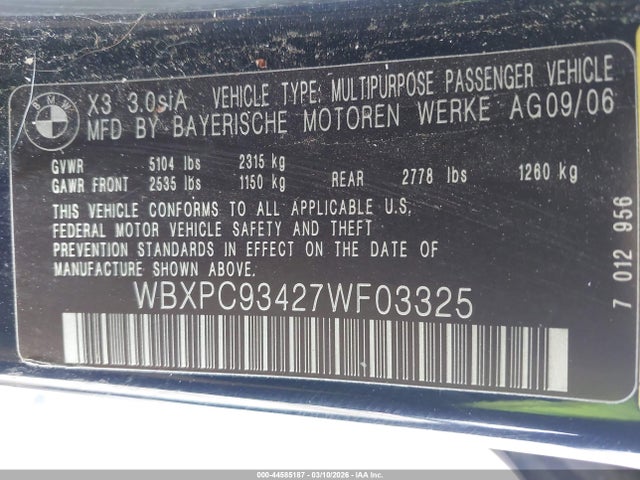 BMW
X3 3.0siA VEHICLE TYPE: MULTIPURPOSE PASSENGER VEHICLE
MFD BY BAYERISCHE MOTOREN WERKE AG09/06
GVWR 5104 lbs 2315 kg
GAWR FRONT 2535 lbs 1150 kg REAR 2778 lbs 1260 kg
THIS VEHICLE CONFORMS TO ALL APPLICABLE U.S.
FEDERAL MOTOR VEHICLE SAFETY AND THEFT
PREVENTION STANDARDS IN EFFECT ON THE DATE OF
MANUFACTURE SHOWN ABOVE.
WBXPC93427WF03325
7 012 956
000-44585187 - 03/10/2026 - IAA, Inc.